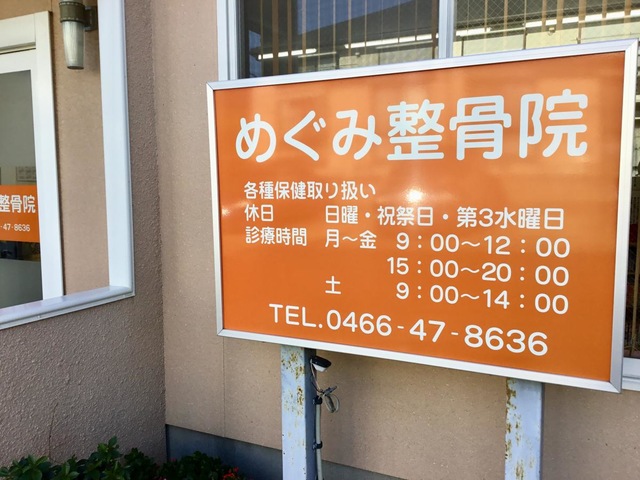 めぐみ整骨院
各種保健取り扱い
休日 日曜・祝祭日・第3水曜日
診療時間 月～金 9：00～12：00
15：00～20：00
土 9：00～14：00
TEL.0466-47-8636
整骨院
-47-8636